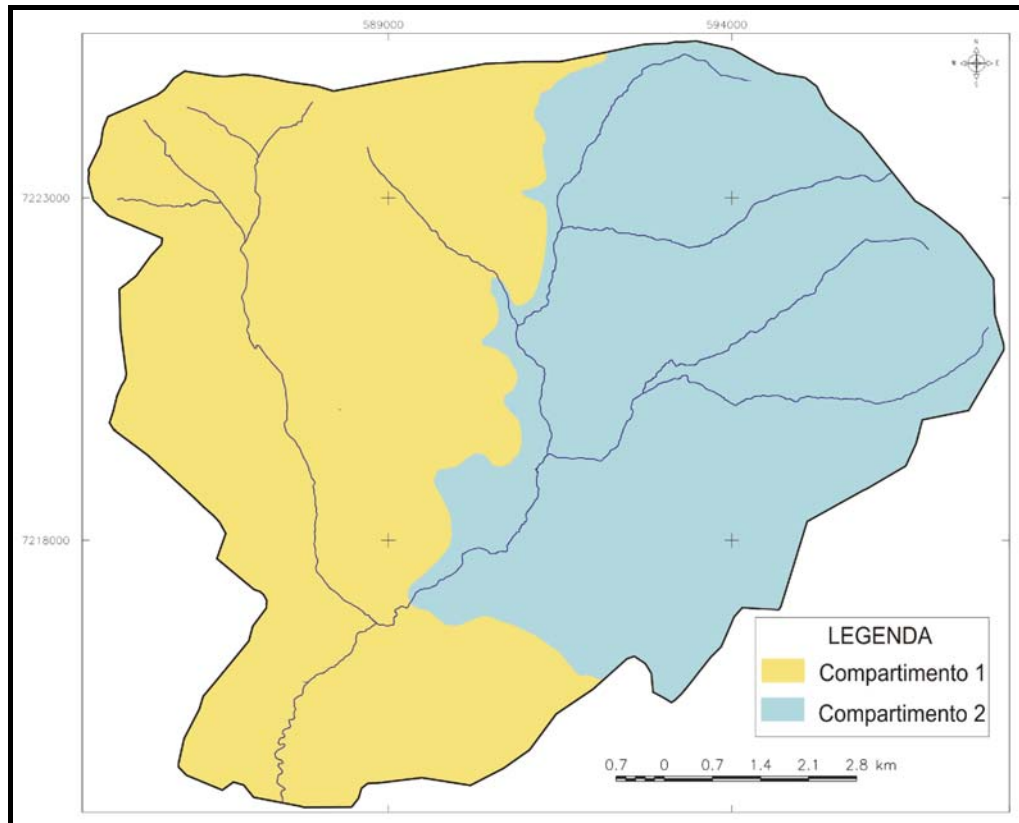 589000
594000
N
W
E
S
7223000
7218000
LEGENDA
Compartimento 1
Compartimento 2
0.7 0 0.7 1.4 2.1 2.8 km